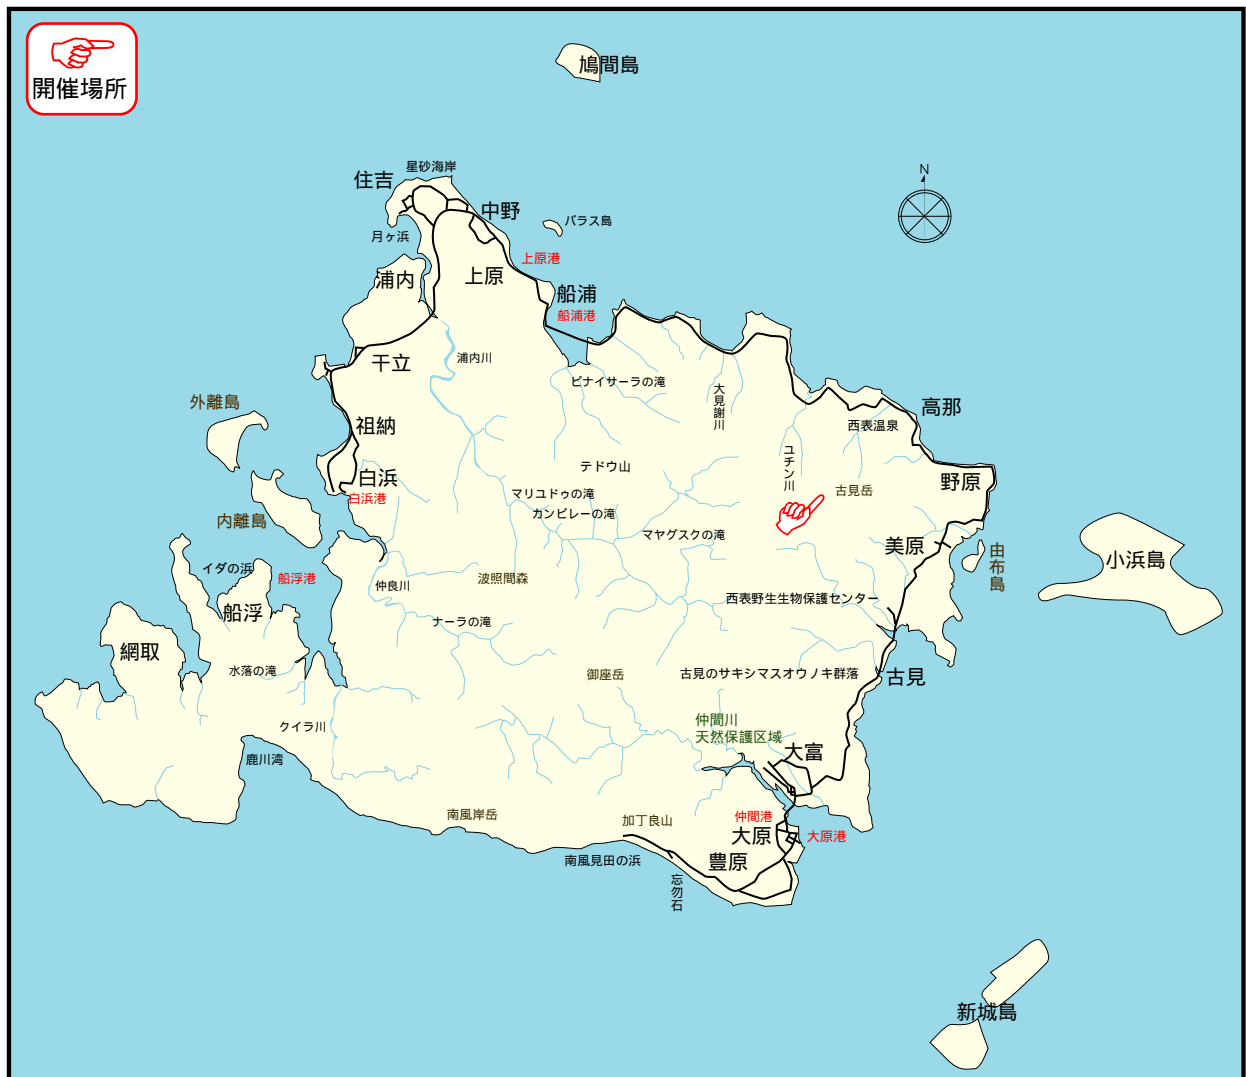 開催場所
鳩間島
N
星砂海岸
住吉
中野
バラス島
月ヶ浜
上原港
浦内
上原
船浦
船浦港
浦内川
干立
ピナイサーラの滝
大見謝川
外離島
高那
祖納
西表温泉
ユチン川
テドウ山
白浜
野原
白浜港
マリユドゥの滝
古見岳
カンビレーの滝
内離島
マヤグスクの滝
美原
由布島
小浜島
イダの浜
船浮港
波照間森
仲良川
西表野生生物保護センター
船浮
ナーラの滝
網取
水落の滝
御座岳
古見のサキシマスオウノキ群落
古見
仲間川
天然保護区域
クイラ川
大富
鹿川湾
南風岸岳
加丁良山
仲間港
大原
大原港
南風見田の浜
豊原
忘勿石
新城島